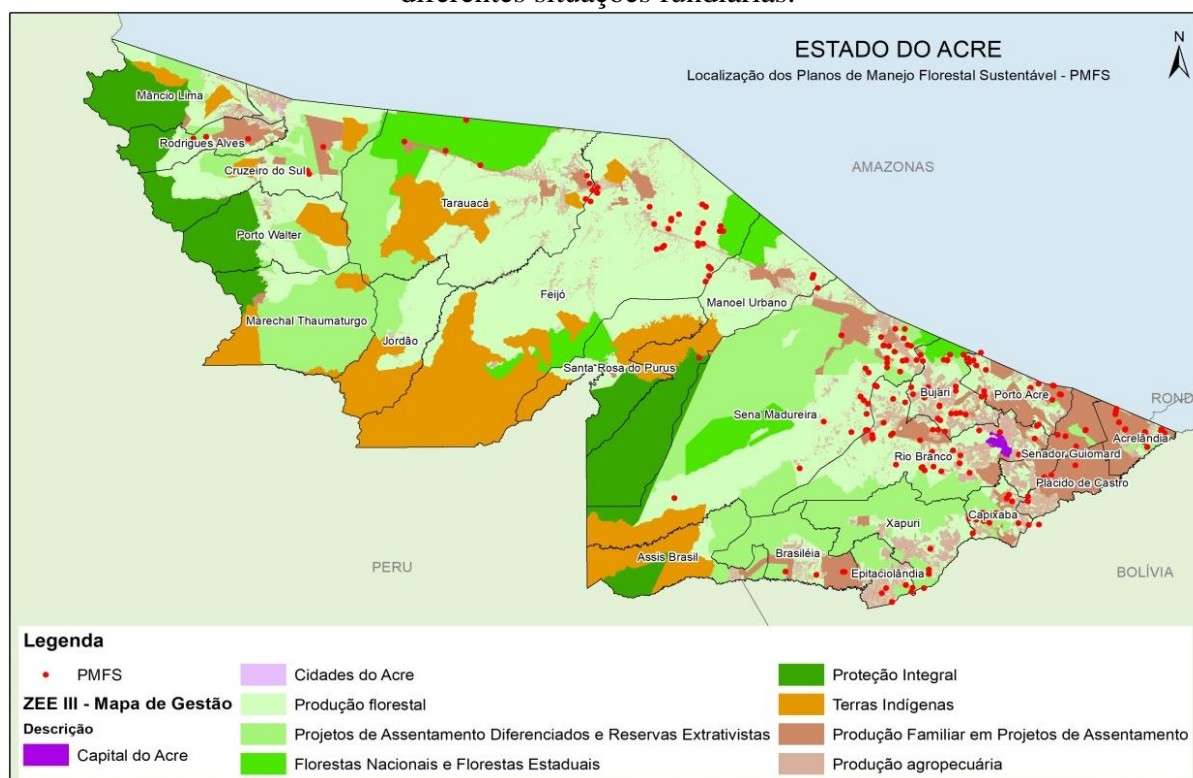 diferentes situações fundiárias.
ESTADO DO ACRE
Localização dos Planos de Manejo Florestal Sustentável - PMFS
N
Mâncio Lima
Rodrigues Alves
AMAZONAS
Cruzeiro do Sul
Tarauacá
Porto Walter
Feijó
Manoel Urbano
Marechal Thaumaturgo
Jordão
Santa Rosa do Purus
Bujari
Porto Acre
ROND
Sena Madureira
Acrelândia
Rio Branco
Senador Guiomard
Plácido de Castro
Capixaba
Xapuri
Assis Brasil
Brasiléia
PERU
Epitaciolândia
BOLÍVIA
Legenda
PMFS
ZEE III - Mapa de Gestão
Descrição
Capital do Acre
Cidades do Acre
Produção florestal
Projetos de Assentamento Diferenciados e Reservas Extrativistas
Florestas Nacionais e Florestas Estaduais
Proteção Integral
Terras Indígenas
Produção Familiar em Projetos de Assentamento
Produção agropecuária